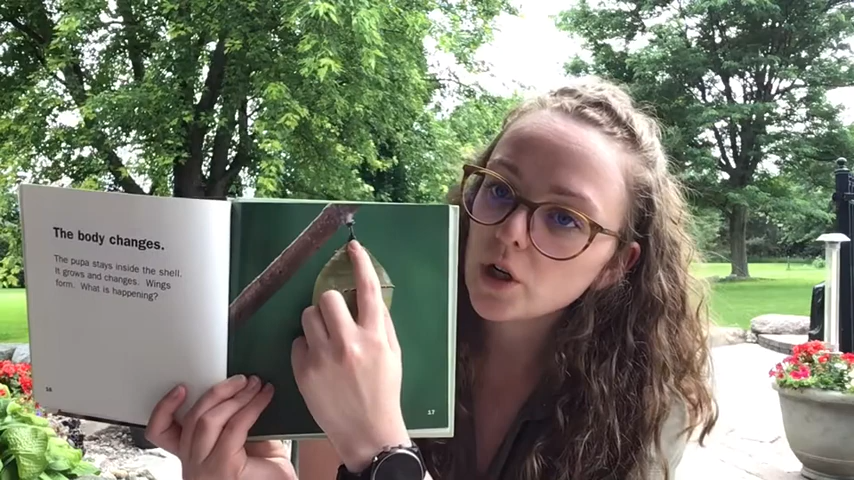 The body changes.
The pupa stays inside the shell.
It grows and changes. Wings
form. What is happening?
16
17